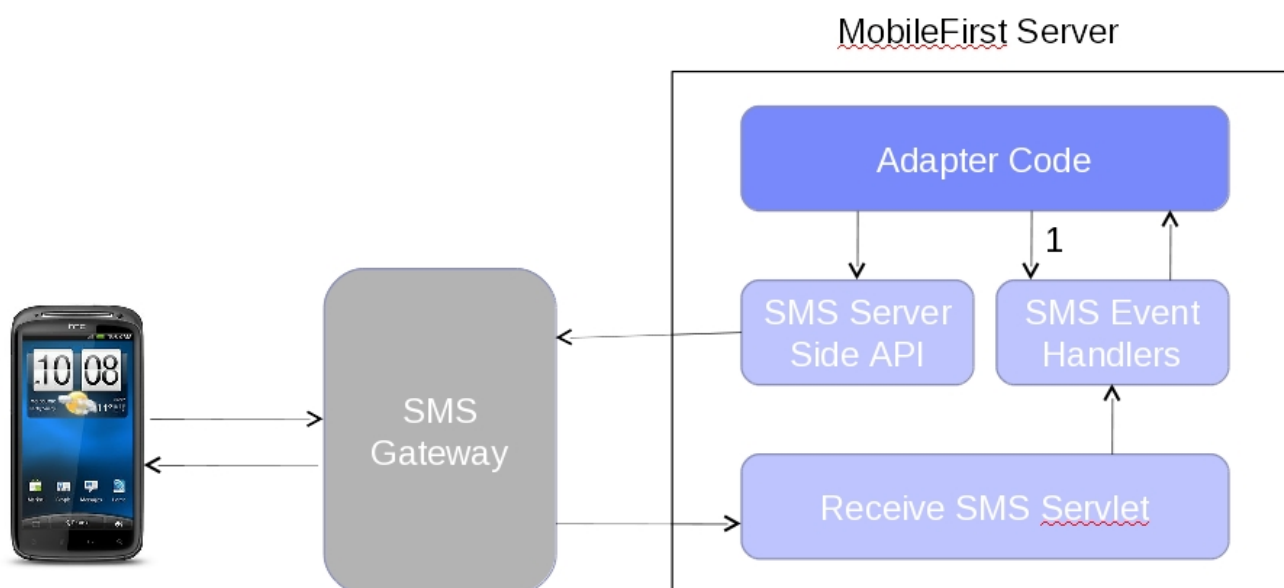 MobileFirst Server
Adapter Code
1
SMS Server
Side API
SMS Event
Handlers
SMS
Gateway
Receive SMS Servlet
htc
10 08